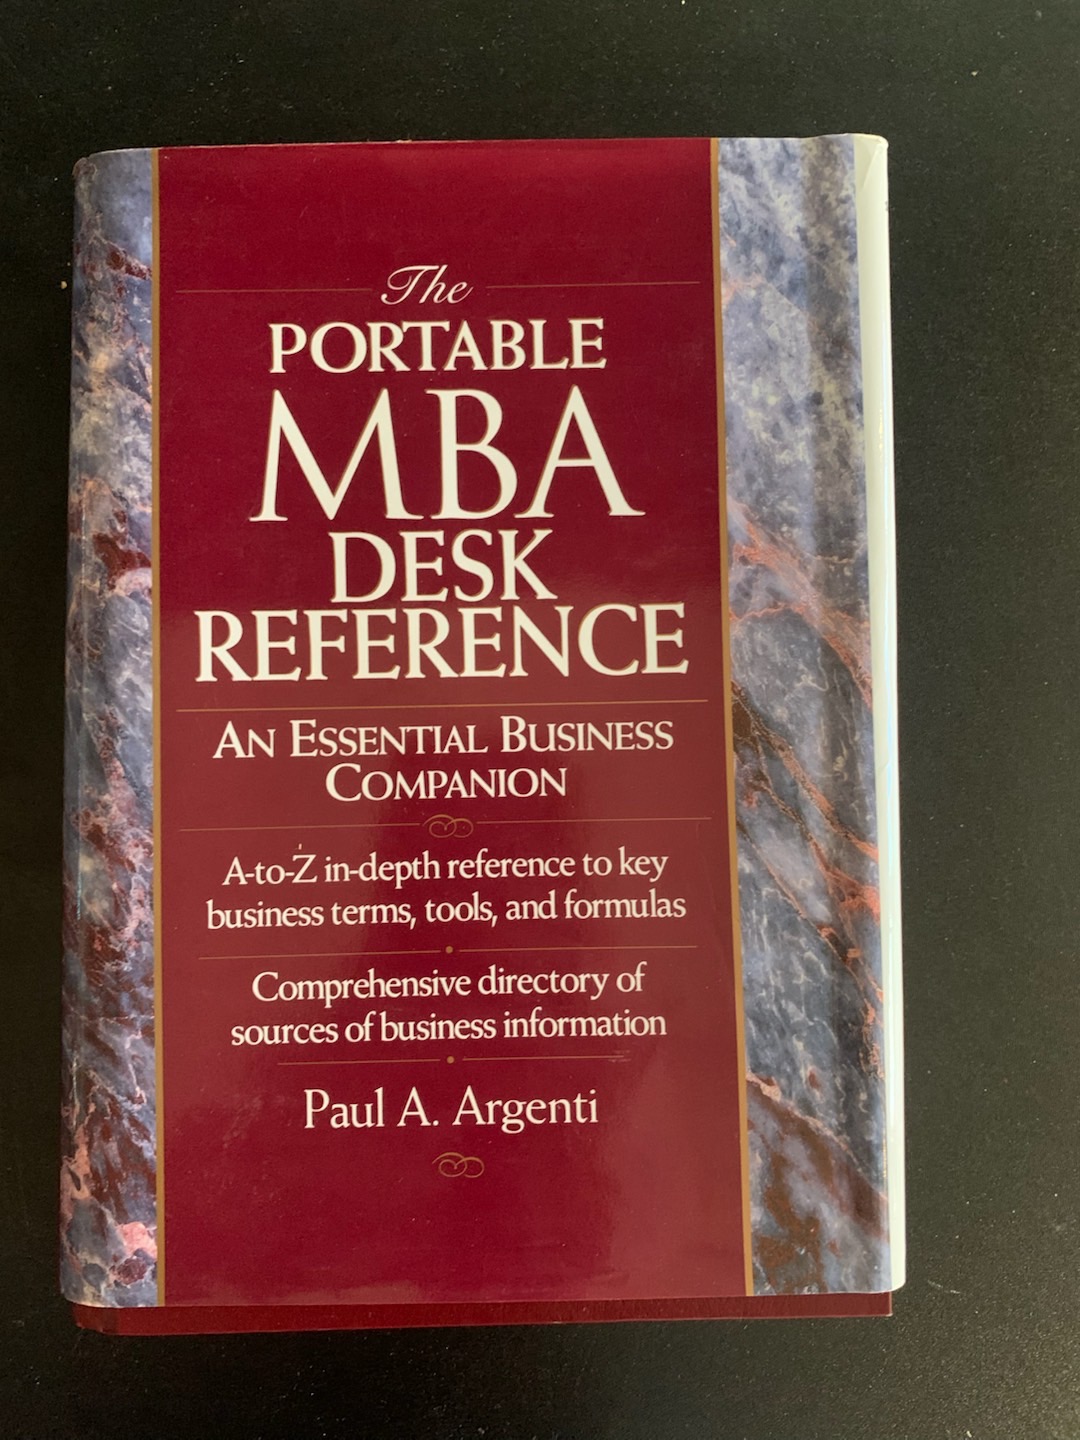 The
PORTABLE
MBA
DESK
REFERENCE
AN ESSENTIAL BUSINESS
COMPANION
A-to-Z in-depth reference to key
business terms, tools, and formulas
Comprehensive directory of
sources of business information
Paul A. Argenti